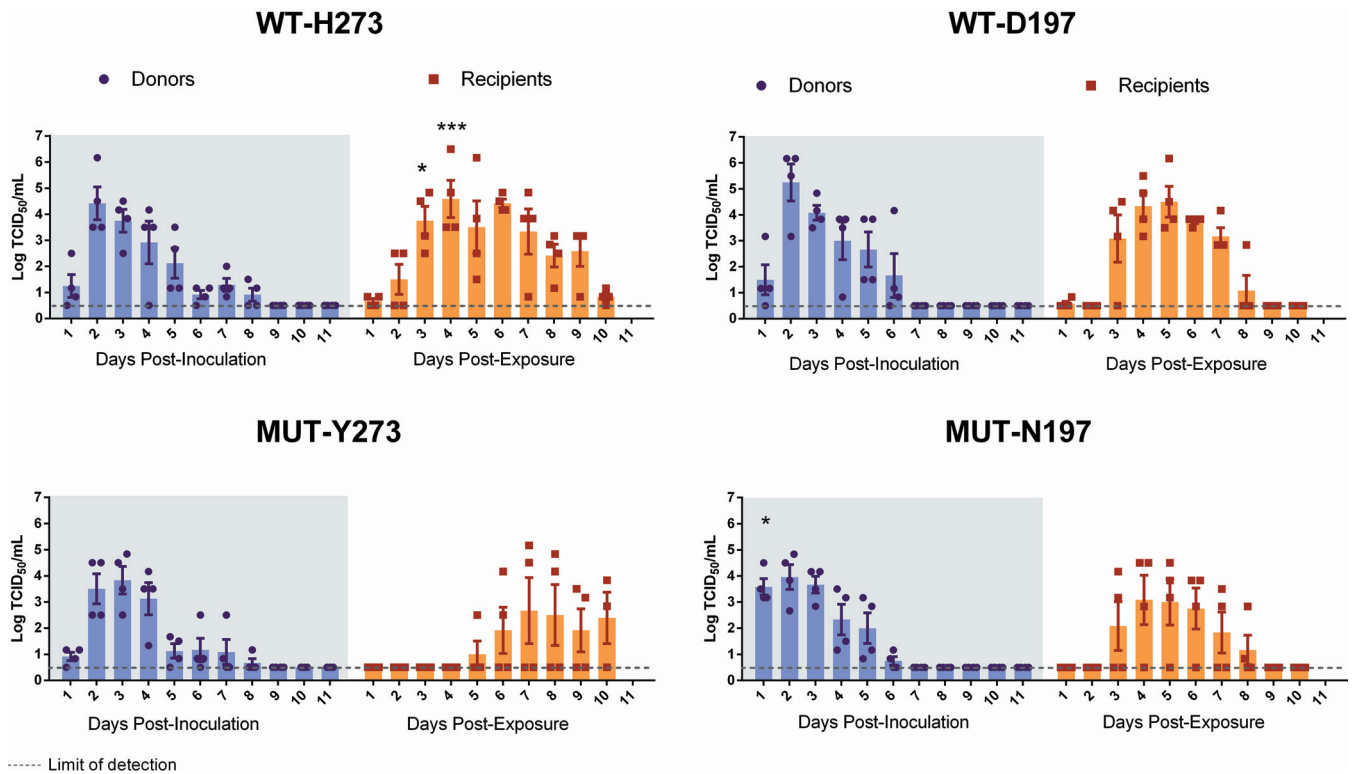 WT-H273
WT-D197
Donors
Recipients
Donors
Recipients
Log TCID50/mL
7
6
5
4
3
2
1
0
*
***
1 2 3 4 5 6 7 8 9 10 11
1 2 3 4 5 6 7 8 9 10 11
Days Post-Inoculation
Days Post-Exposure
Log TCID50/mL
7
6
5
4
3
2
1
0
1 2 3 4 5 6 7 8 9 10 11
1 2 3 4 5 6 7 8 9 10 11
Days Post-Inoculation
Days Post-Exposure
MUT-Y273
MUT-N197
Log TCID50/mL
7
6
5
4
3
2
1
0
1 2 3 4 5 6 7 8 9 10 11
1 2 3 4 5 6 7 8 9 10 11
Days Post-Inoculation
Days Post-Exposure
Log TCID50/mL
7
6
5
4
3
2
1
0
*
1 2 3 4 5 6 7 8 9 10 11
1 2 3 4 5 6 7 8 9 10 11
Days Post-Inoculation
Days Post-Exposure
Limit of detection